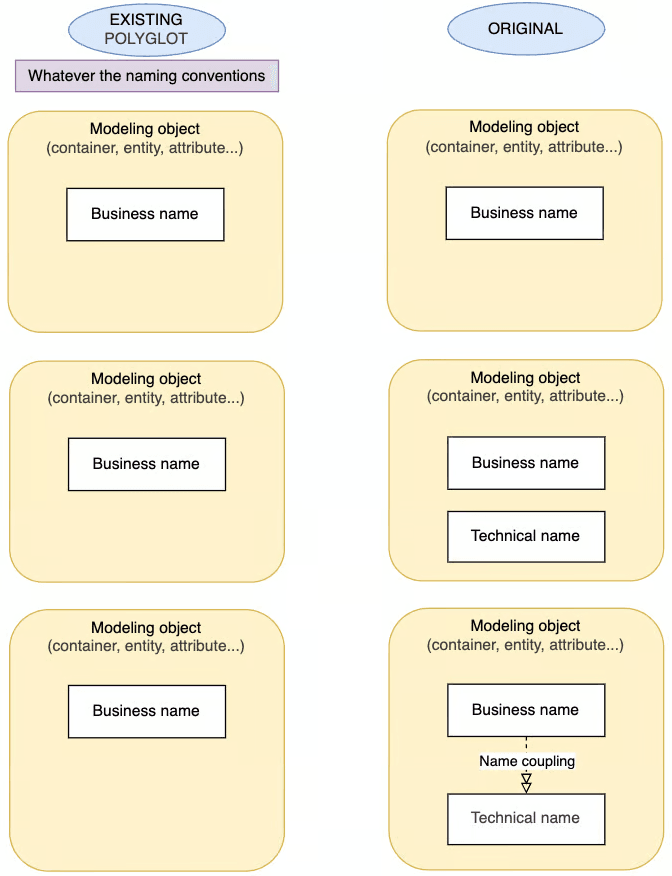 EXISTING
POLYGLOT
ORIGINAL
Whatever the naming conventions
Modeling object
(container, entity, attribute...)
Business name
Modeling object
(container, entity, attribute...)
Business name
Modeling object
(container, entity, attribute...)
Business name
Modeling object
(container, entity, attribute...)
Business name
Technical name
Modeling object
(container, entity, attribute...)
Business name
Modeling object
(container, entity, attribute...)
Business name
Name coupling
Technical name